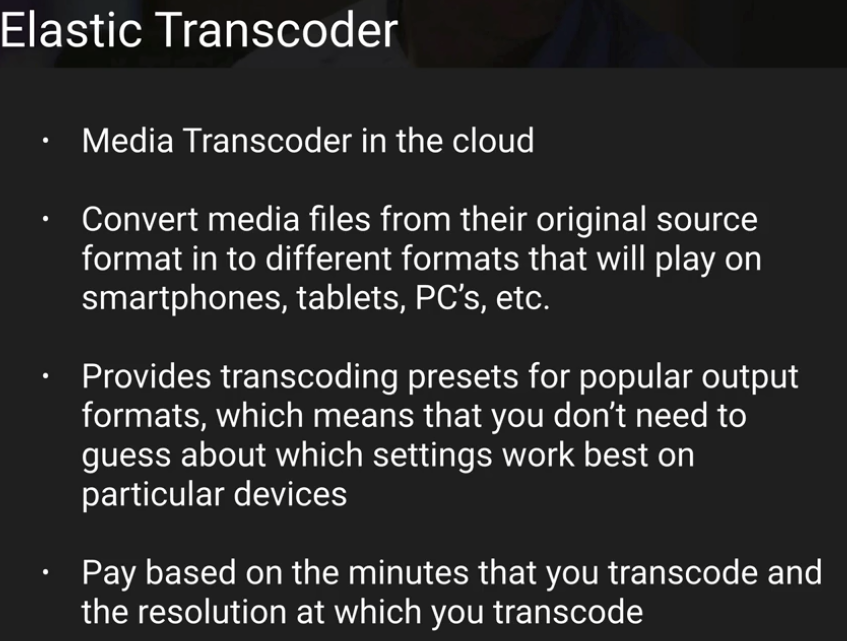 Elastic Transcoder
· Media Transcoder in the cloud
· Convert media files from their original source
format in to different formats that will play on
smartphones, tablets, PC’s, etc.
· Provides transcoding presets for popular output
formats, which means that you don’t need to
guess about which settings work best on
particular devices
· Pay based on the minutes that you transcode and
the resolution at which you transcode